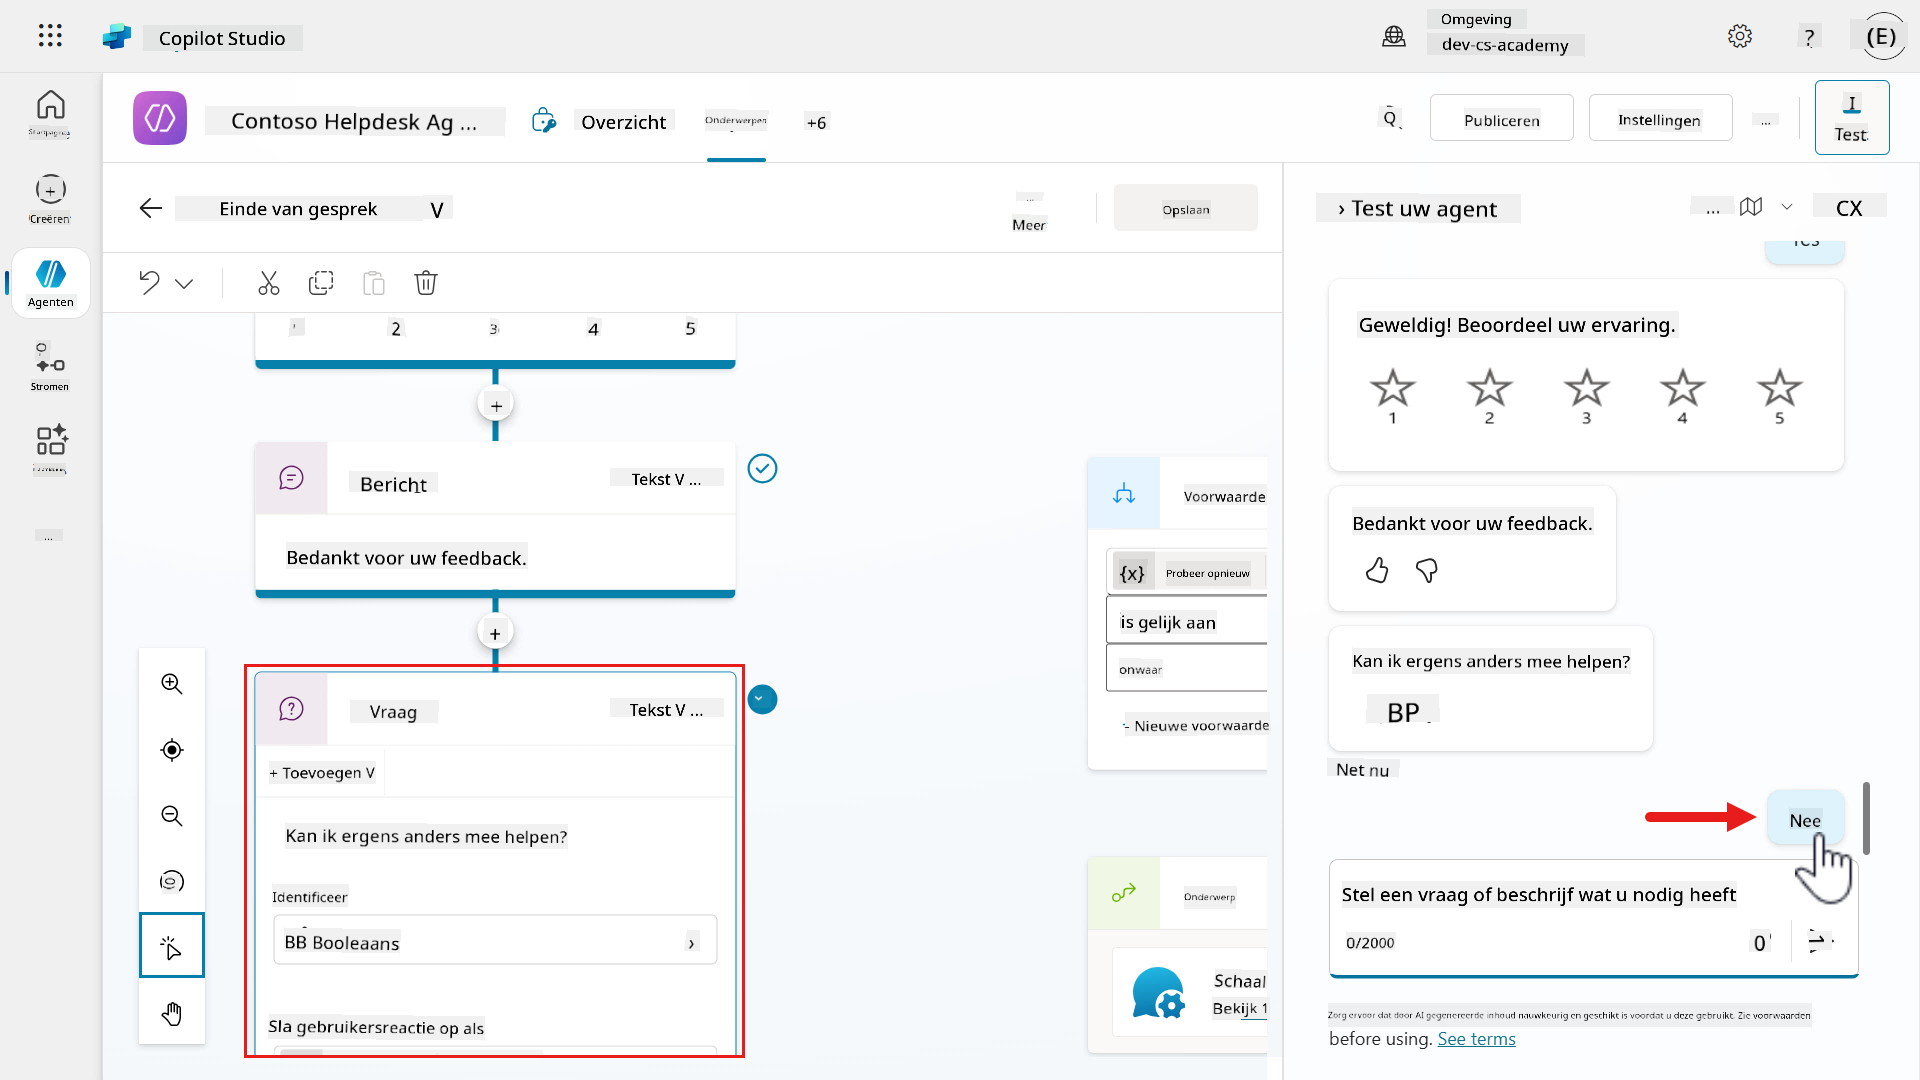 Copilot Studio
Omgeving
dev-cs-academy
?
(E)
Contoso Helpdesk Ag ...
Overzicht
Onderwerpen
+6
Publiceren
Instellingen
...
Test
Startpagina
Creëren
Agenten
Stromen
...
Einde van gesprek
V
...
Meer
Opslaan
2
3
4
5
Bericht
Tekst V ...
Bedankt voor uw feedback.
Vraag
Tekst V ...
+ Toevoegen V
Kan ik ergens anders mee helpen?
Identificeer
BB Booleaans
Sla gebruikersreactie op als
Voorwaarde
{x}
Probeer opnieuw
is gelijk aan
onwaar
Nieuwe voorwaarde
Onderwerp
Schaal
Bekijk 1
› Test uw agent
...
CX
Yes
Geweldig! Beoordeel uw ervaring.
1
2
3
4
5
Bedankt voor uw feedback.
Kan ik ergens anders mee helpen?
BP
Net nu
Nee
Stel een vraag of beschrijf wat u nodig heeft
0/2000
Zorg ervoor dat door AI gegenereerde inhoud nauwkeurig en geschikt is voordat u deze gebruikt. Zie voorwaarden
before using. See terms